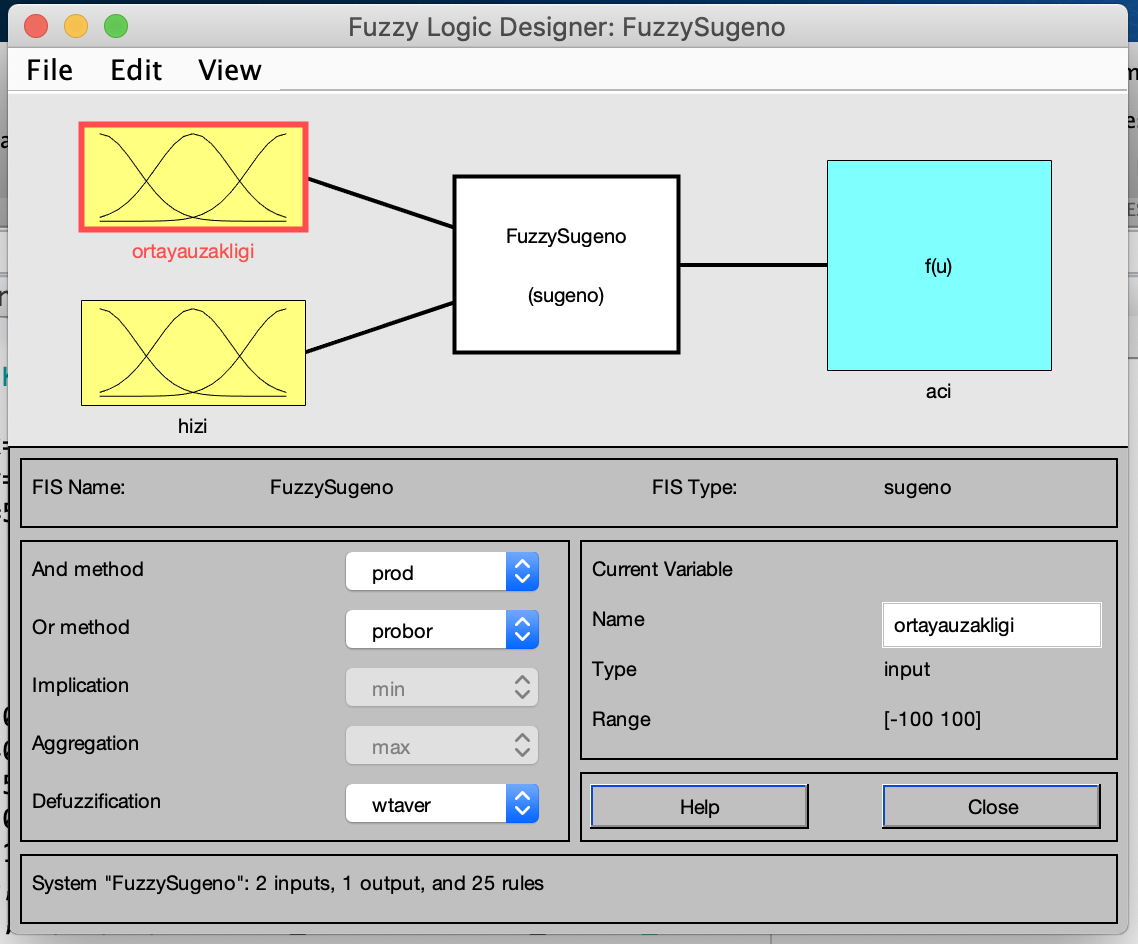 Fuzzy Logic Designer: FuzzySugeno
File Edit View
ortayauzakligi
hizi
FuzzySugeno
(sugeno)
f(u)
aci
FIS Name: FuzzySugeno FIS Type: sugeno
And method prod
Or method probor
Implication min
Aggregation max
Defuzzification wtaver
Current Variable
Name ortayauzakligi
Type input
Range [-100 100]
Help Close
System "FuzzySugeno": 2 inputs, 1 output, and 25 rules